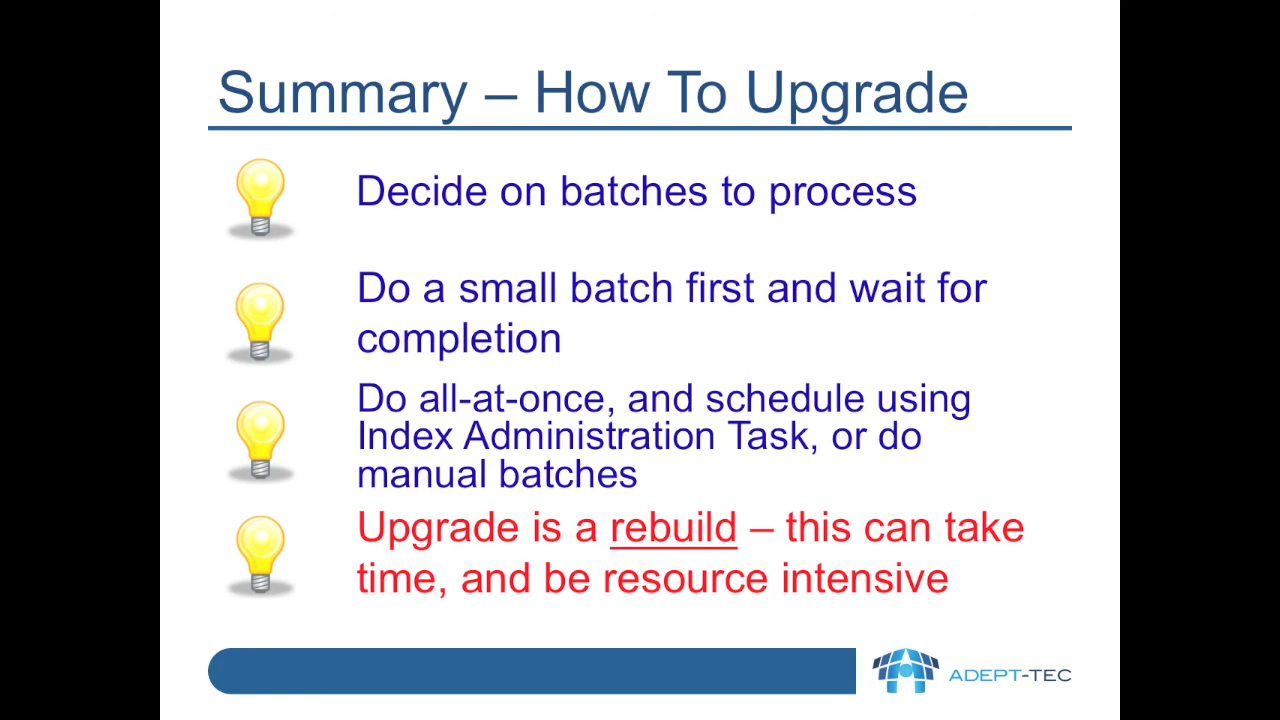 Summary – How To Upgrade
Decide on batches to process
Do a small batch first and wait for
completion
Do all-at-once, and schedule using
Index Administration Task, or do
manual batches
Upgrade is a rebuild – this can take
time, and be resource intensive
ADEPT-TEC